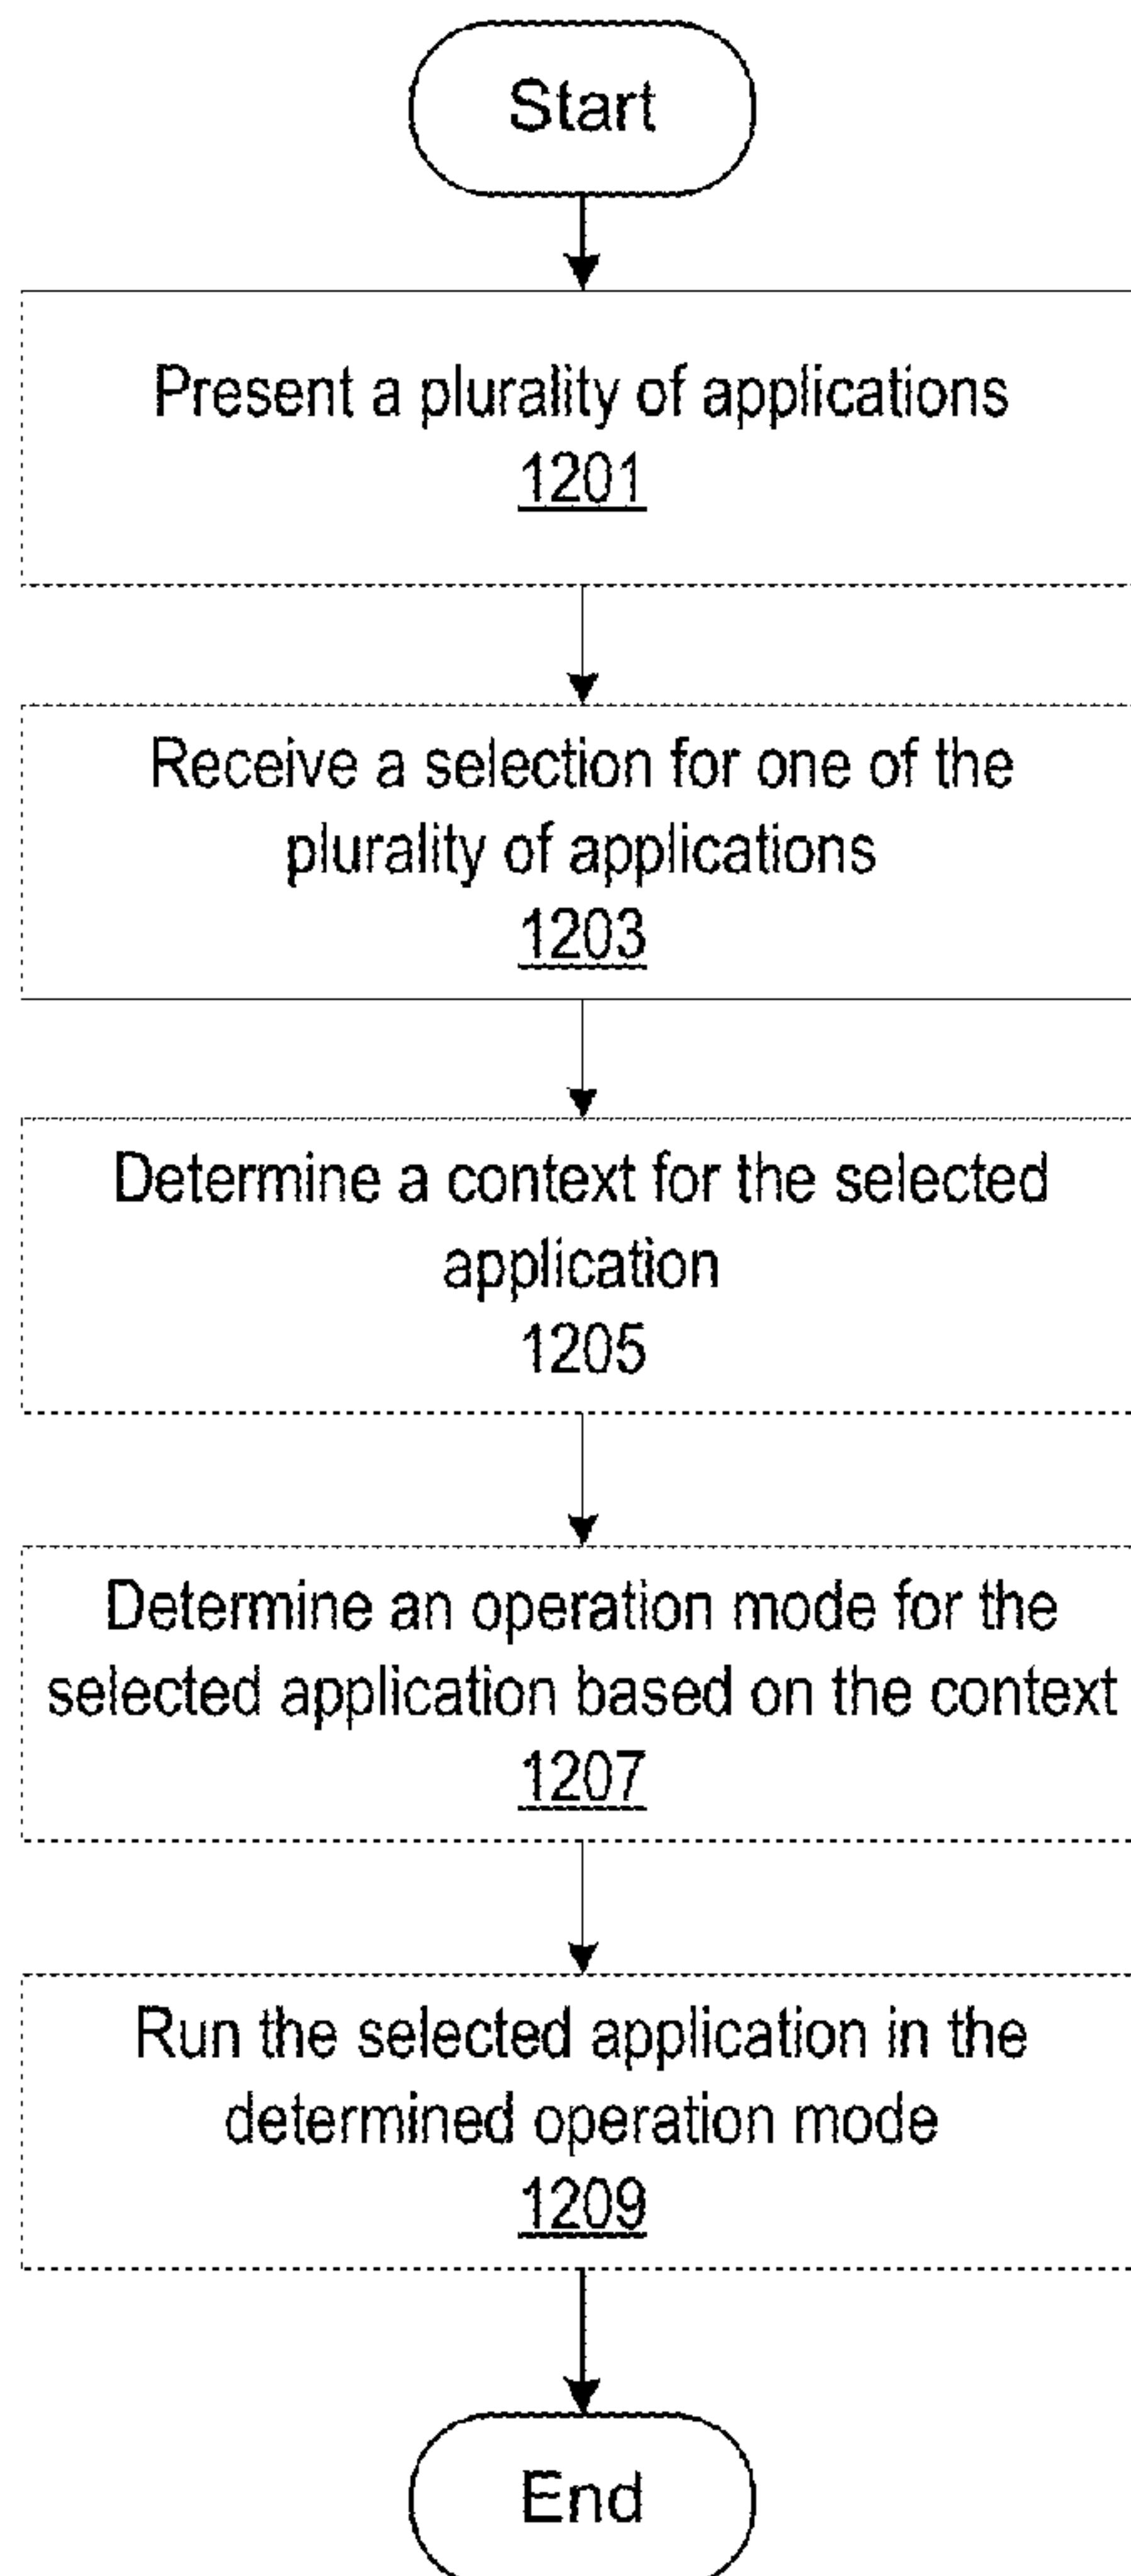 Start
Present a plurality of applications
1201
Receive a selection for one of the
plurality of applications
1203
Determine a context for the selected
application
1205
Determine an operation mode for the
selected application based on the context
1207
Run the selected application in the
determined operation mode
1209
End